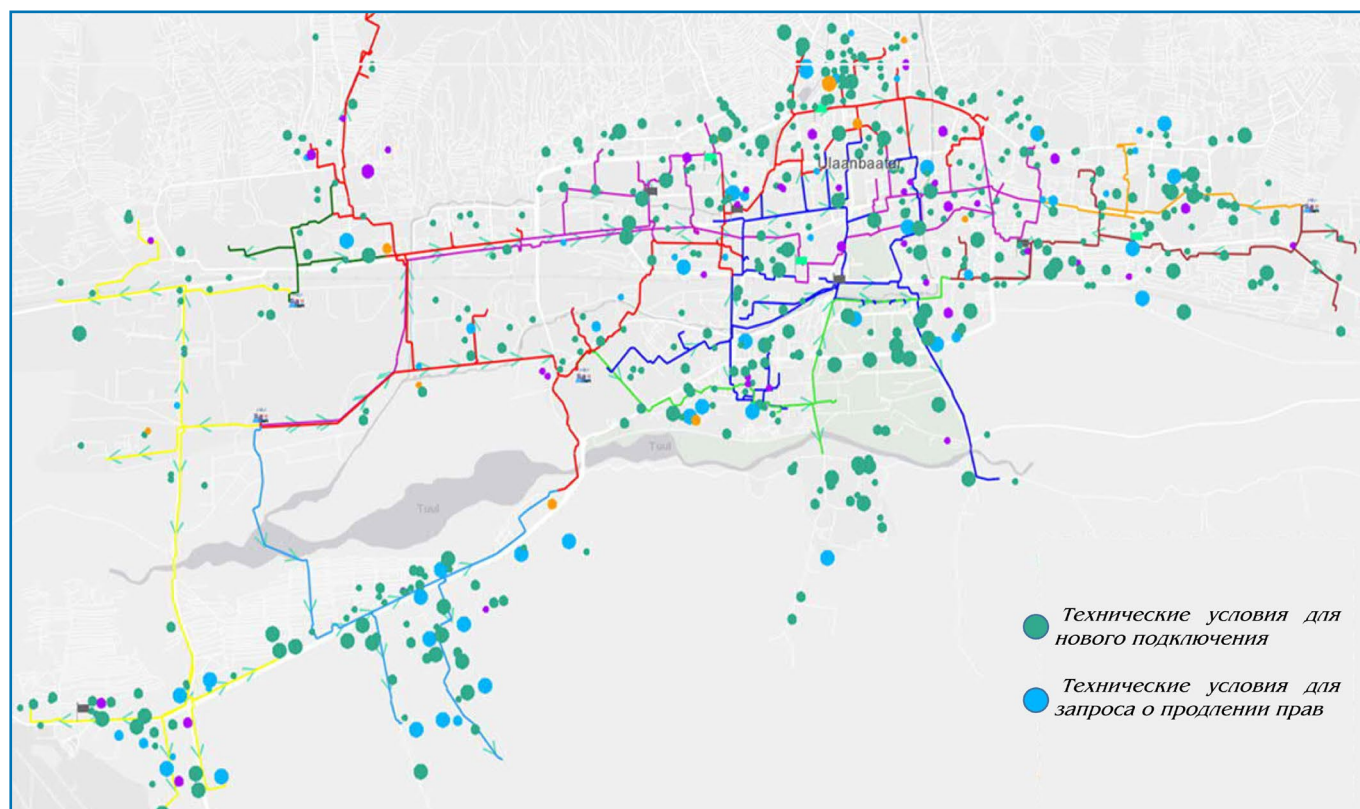 Ulaanbaatar
Tuul
Tuul
Технические условия для
нового подключения
Технические условия для
запроса о продлении прав